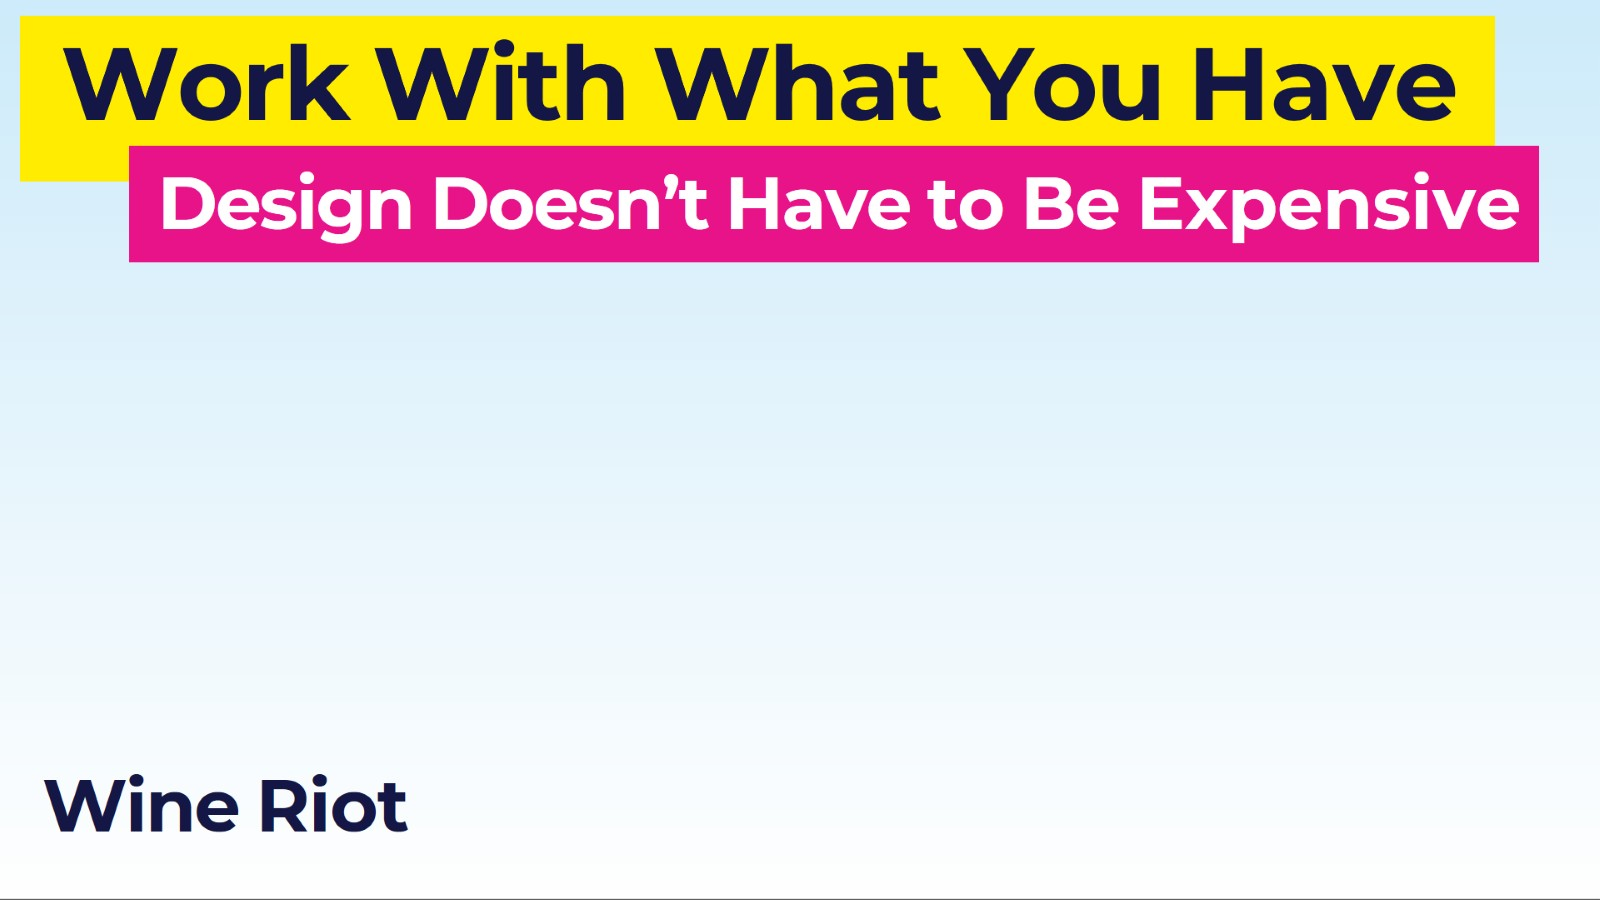 Work With What You Have
Design Doesn’t Have to Be Expensive
Wine Riot